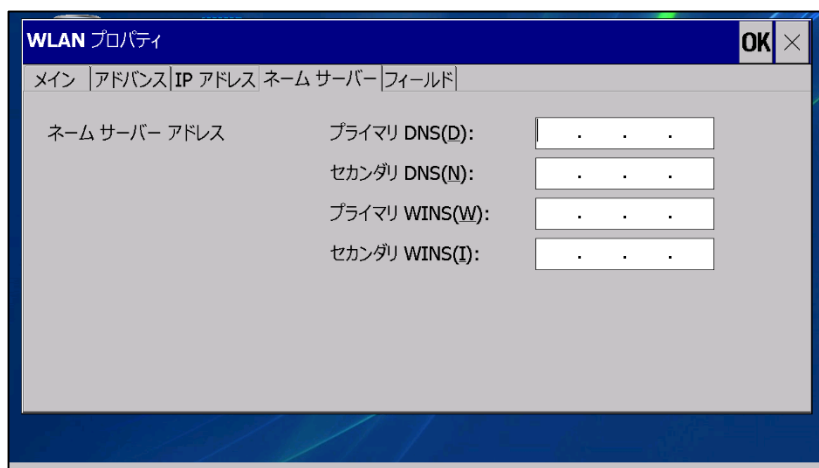 WLAN プロパティ OK ×
メイン アドバンス IP アドレス ネーム サーバー フィールド
ネーム サーバー アドレス プライマリ DNS(D): . . .
セカンダリ DNS(N): . . .
プライマリ WINS(W): . . .
セカンダリ WINS(I): . . .